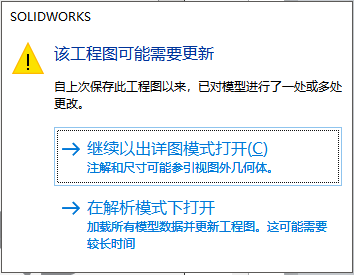 SOLIDWORKS
该工程图可能需要更新
自上次保存此工程图以来，已对模型进行了一处或多处
更改。
继续以出详图模式打开(C)
注解和尺寸可能参引视图外几何体。
在解析模式下打开
加载所有模型数据并更新工程图。这可能需要
较长时间